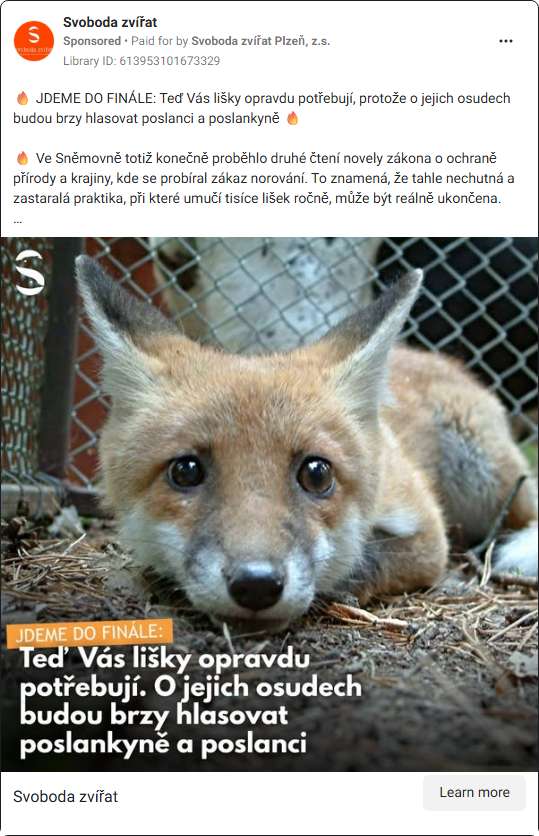 Svoboda zvířat
Sponsored • Paid for by Svoboda zvířat Plzeň, z.s.
Library ID: 613953101673329
🔥 JDEME DO FINÁLE: Teď Vás lišky opravdu potřebují, protože o jejich osudech
budou brzy hlasovat poslanci a poslankyně 🔥
🔥 Ve Sněmovně totiž konečně proběhlo druhé čtení novely zákona o ochraně
přírody a krajiny, kde se probíral zákaz norování. To znamená, že tahle nechutná a
zastaralá praktika, při které umučí tisíce lišek ročně, může být reálně ukončena.
...
JDEME DO FINÁLE:
Teď Vás lišky opravdu
potřebují. O jejich osudech
budou brzy hlasovat
poslankyně a poslanci
Svoboda zvířat
Learn more